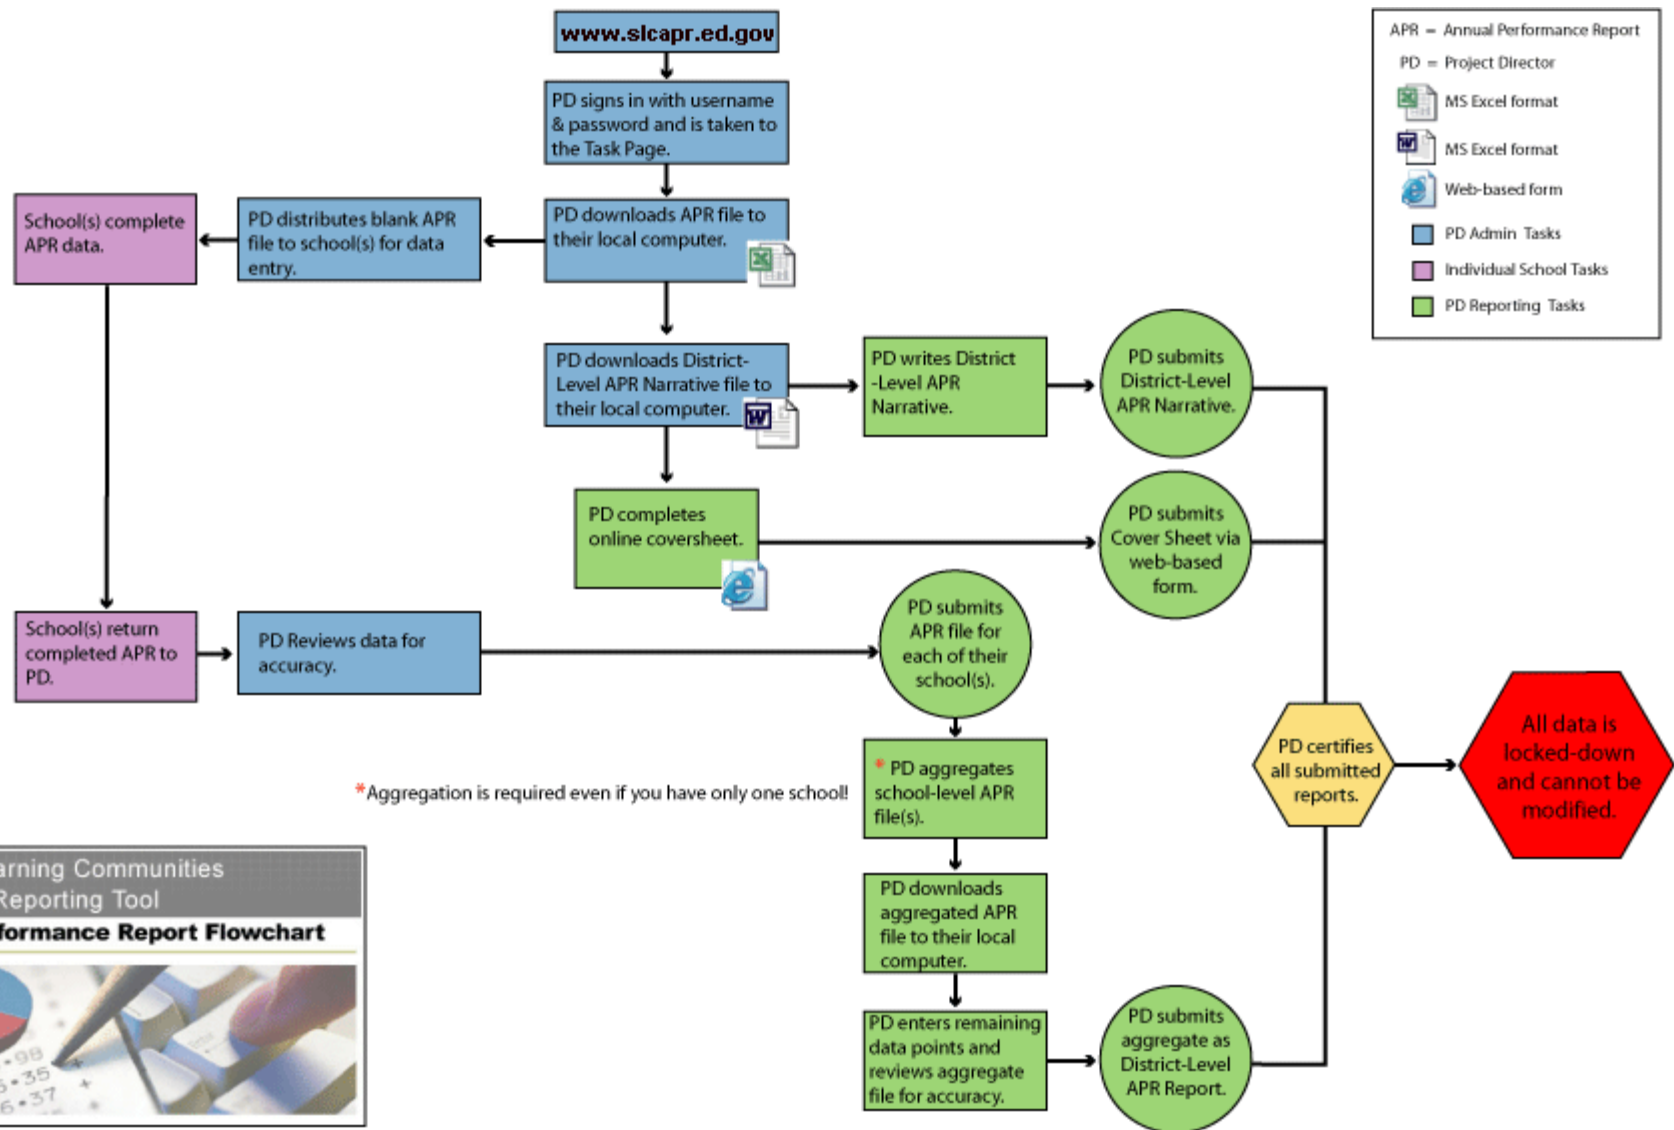 www.slcapr.ed.gov
PD signs in with username
& password and is taken to
the Task Page.
PD downloads APR file to
their local computer.
PD distributes blank APR
file to school(s) for data
entry.
School(s) complete
APR data.
PD downloads District-
Level APR Narrative file to
their local computer.
PD writes District
-Level APR
Narrative.
PD submits
District-Level
APR Narrative.
PD completes
online coversheet.
PD submits
Cover Sheet via
web-based
form.
School(s) return
completed APR to
PD.
PD Reviews data for
accuracy.
PD submits
APR file for
each of their
school(s).
* PD aggregates
school-level APR
file(s).
*Aggregation is required even if you have only one school!
PD downloads
aggregated APR
file to their local
computer.
PD enters remaining
data points and
reviews aggregate
file for accuracy.
PD submits
aggregate as
District-Level
APR Report.
PD certifies
all submitted
reports.
All data is
locked-down
and cannot be
modified.
APR = Annual Performance Report
PD = Project Director
MS Excel format
W
MS Excel format
Web-based form
PD Admin Tasks
Individual School Tasks
PD Reporting Tasks
arning Communities
Reporting Tool
formance Report Flowchart